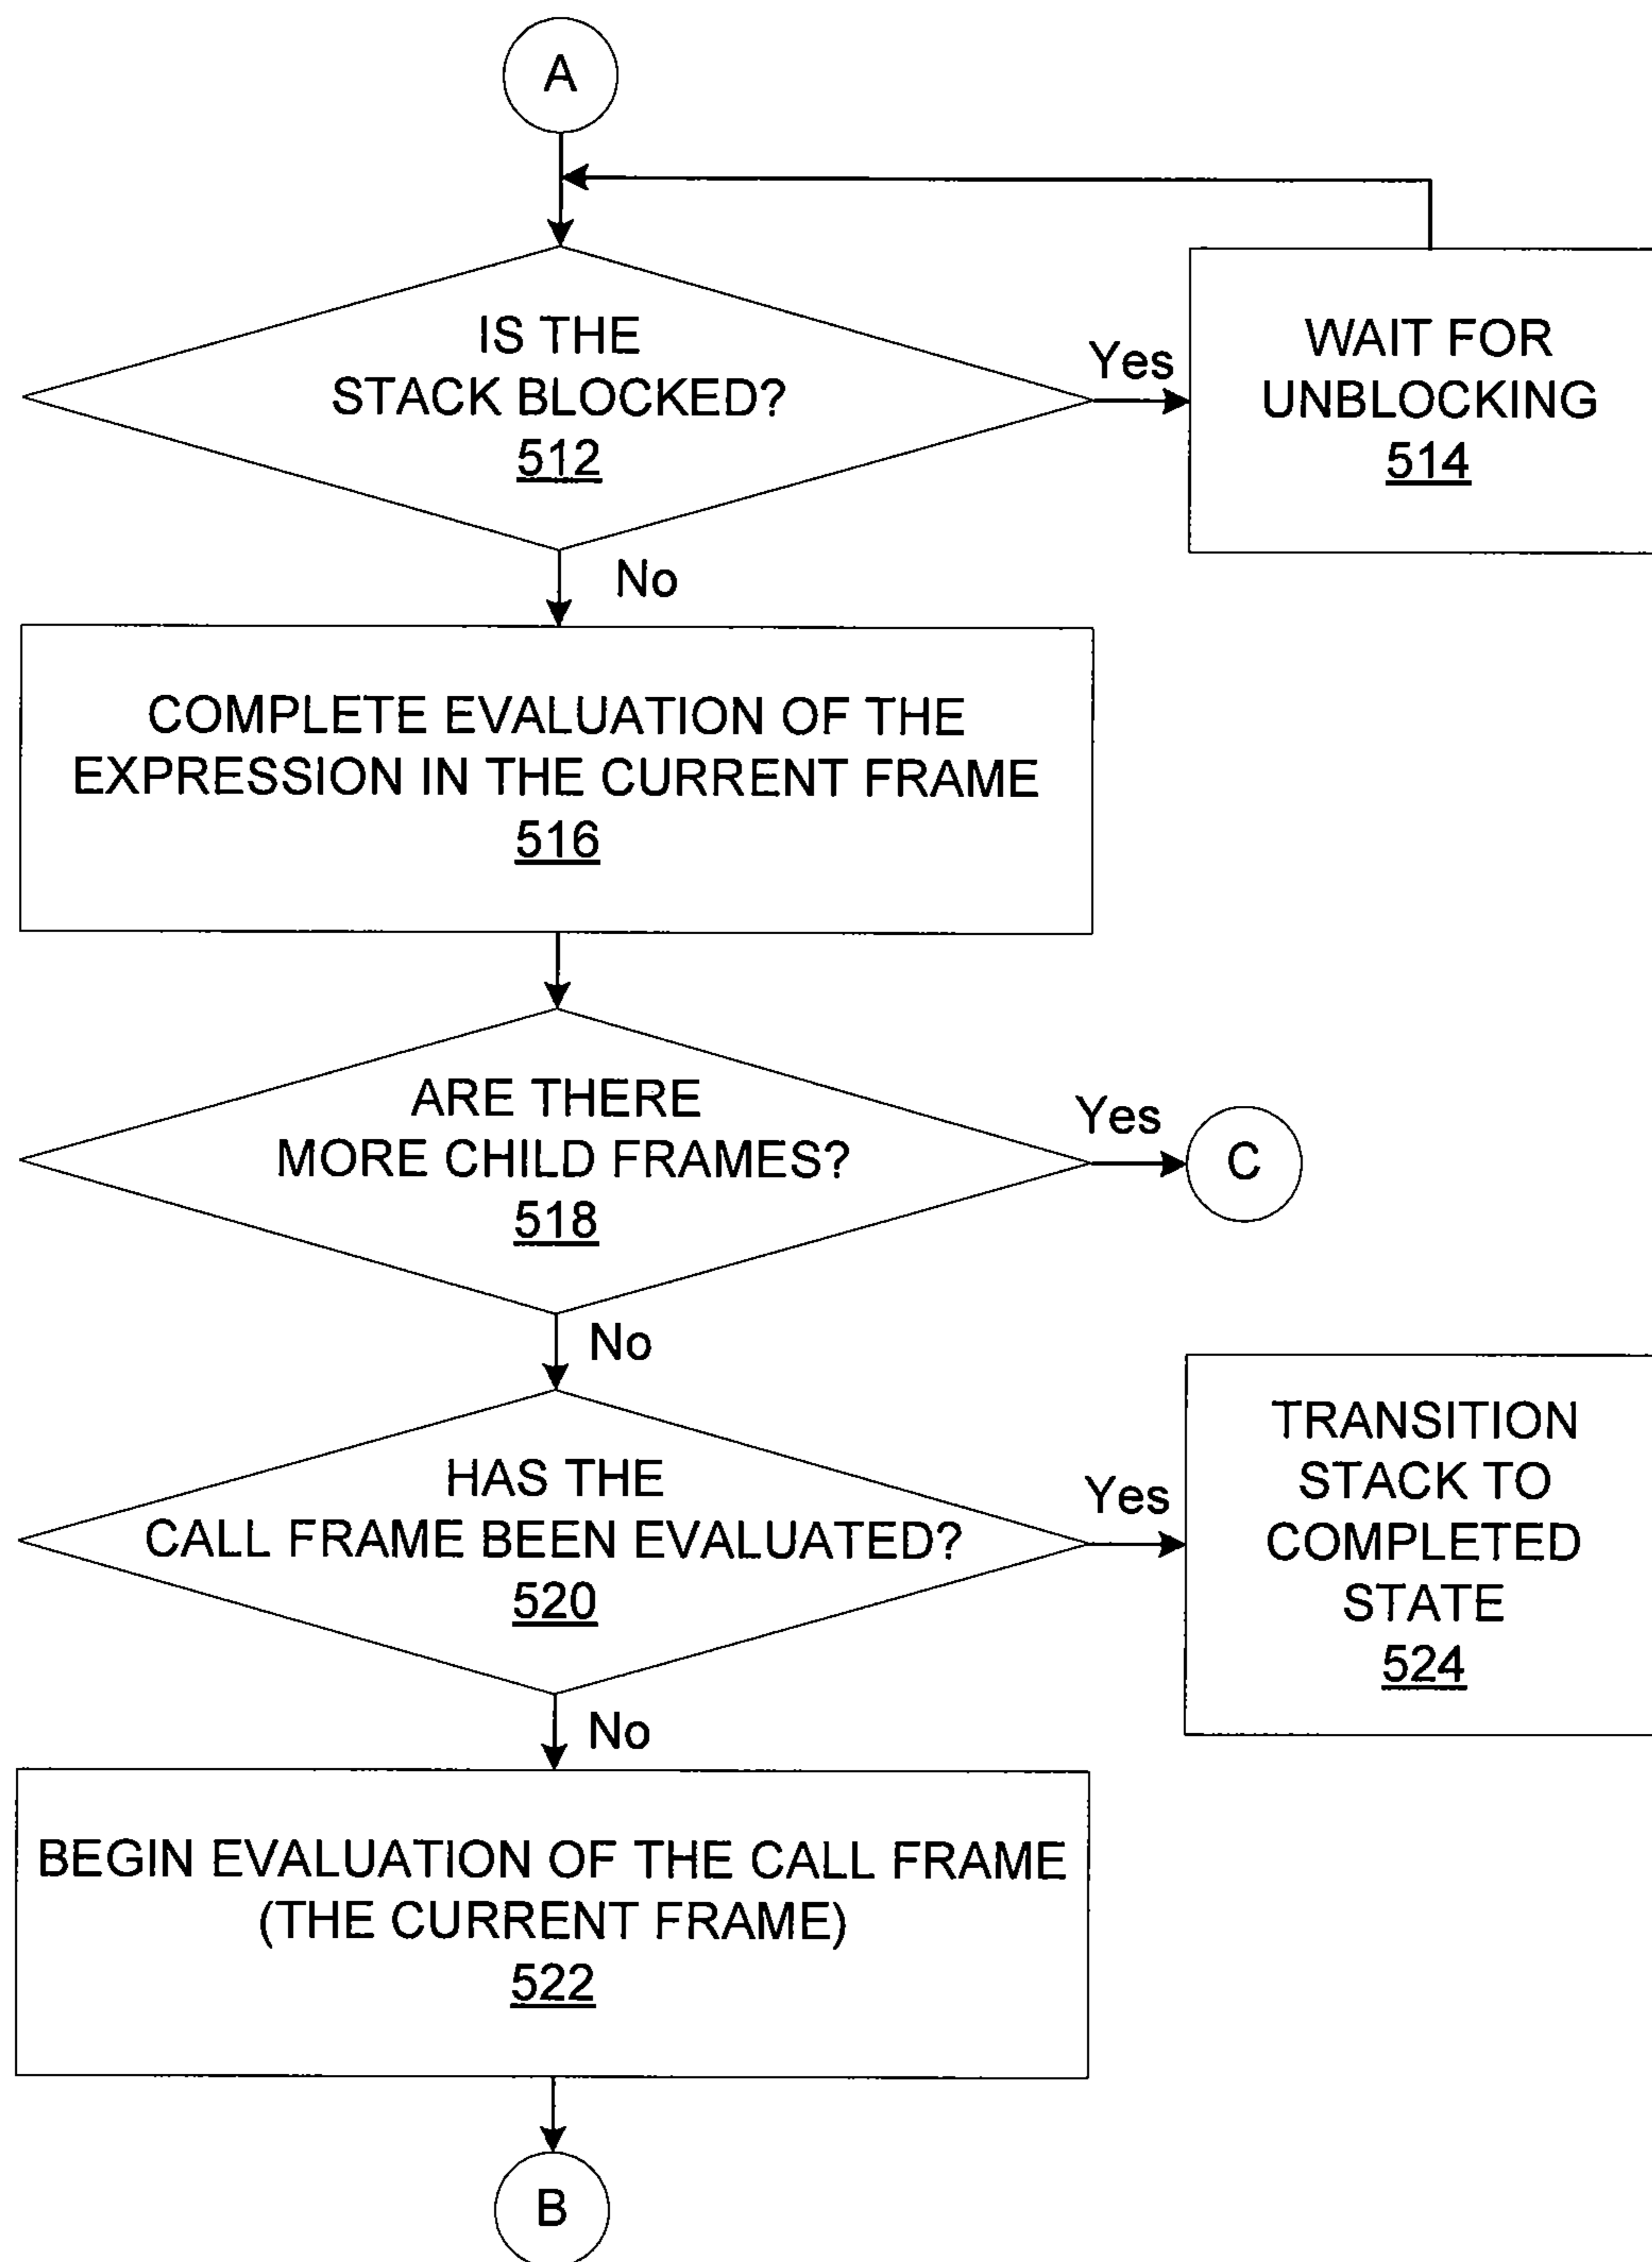 A
IS THE
STACK BLOCKED?
512
Yes
WAIT FOR
UNBLOCKING
514
No
COMPLETE EVALUATION OF THE
EXPRESSION IN THE CURRENT FRAME
516
ARE THERE
MORE CHILD FRAMES?
518
Yes
C
No
HAS THE
CALL FRAME BEEN EVALUATED?
520
Yes
TRANSITION
STACK TO
COMPLETED
STATE
524
No
BEGIN EVALUATION OF THE CALL FRAME
(THE CURRENT FRAME)
522
B